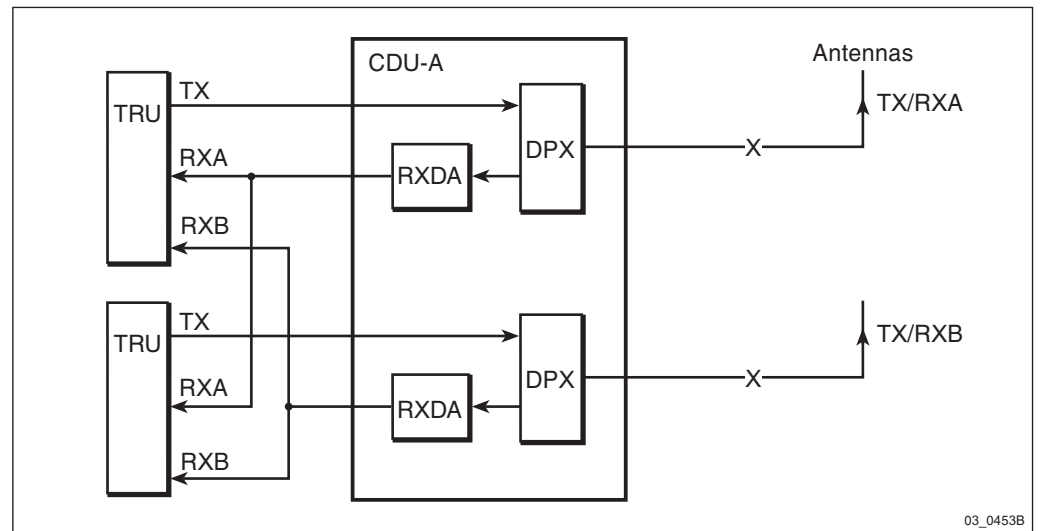 CDU-A
Antennas
TRU
TX
DPX
TX/RXA
RXA
RXDA
X
RXB
TRU
TX
DPX
TX/RXB
RXA
RXDA
X
RXB
03_0453B